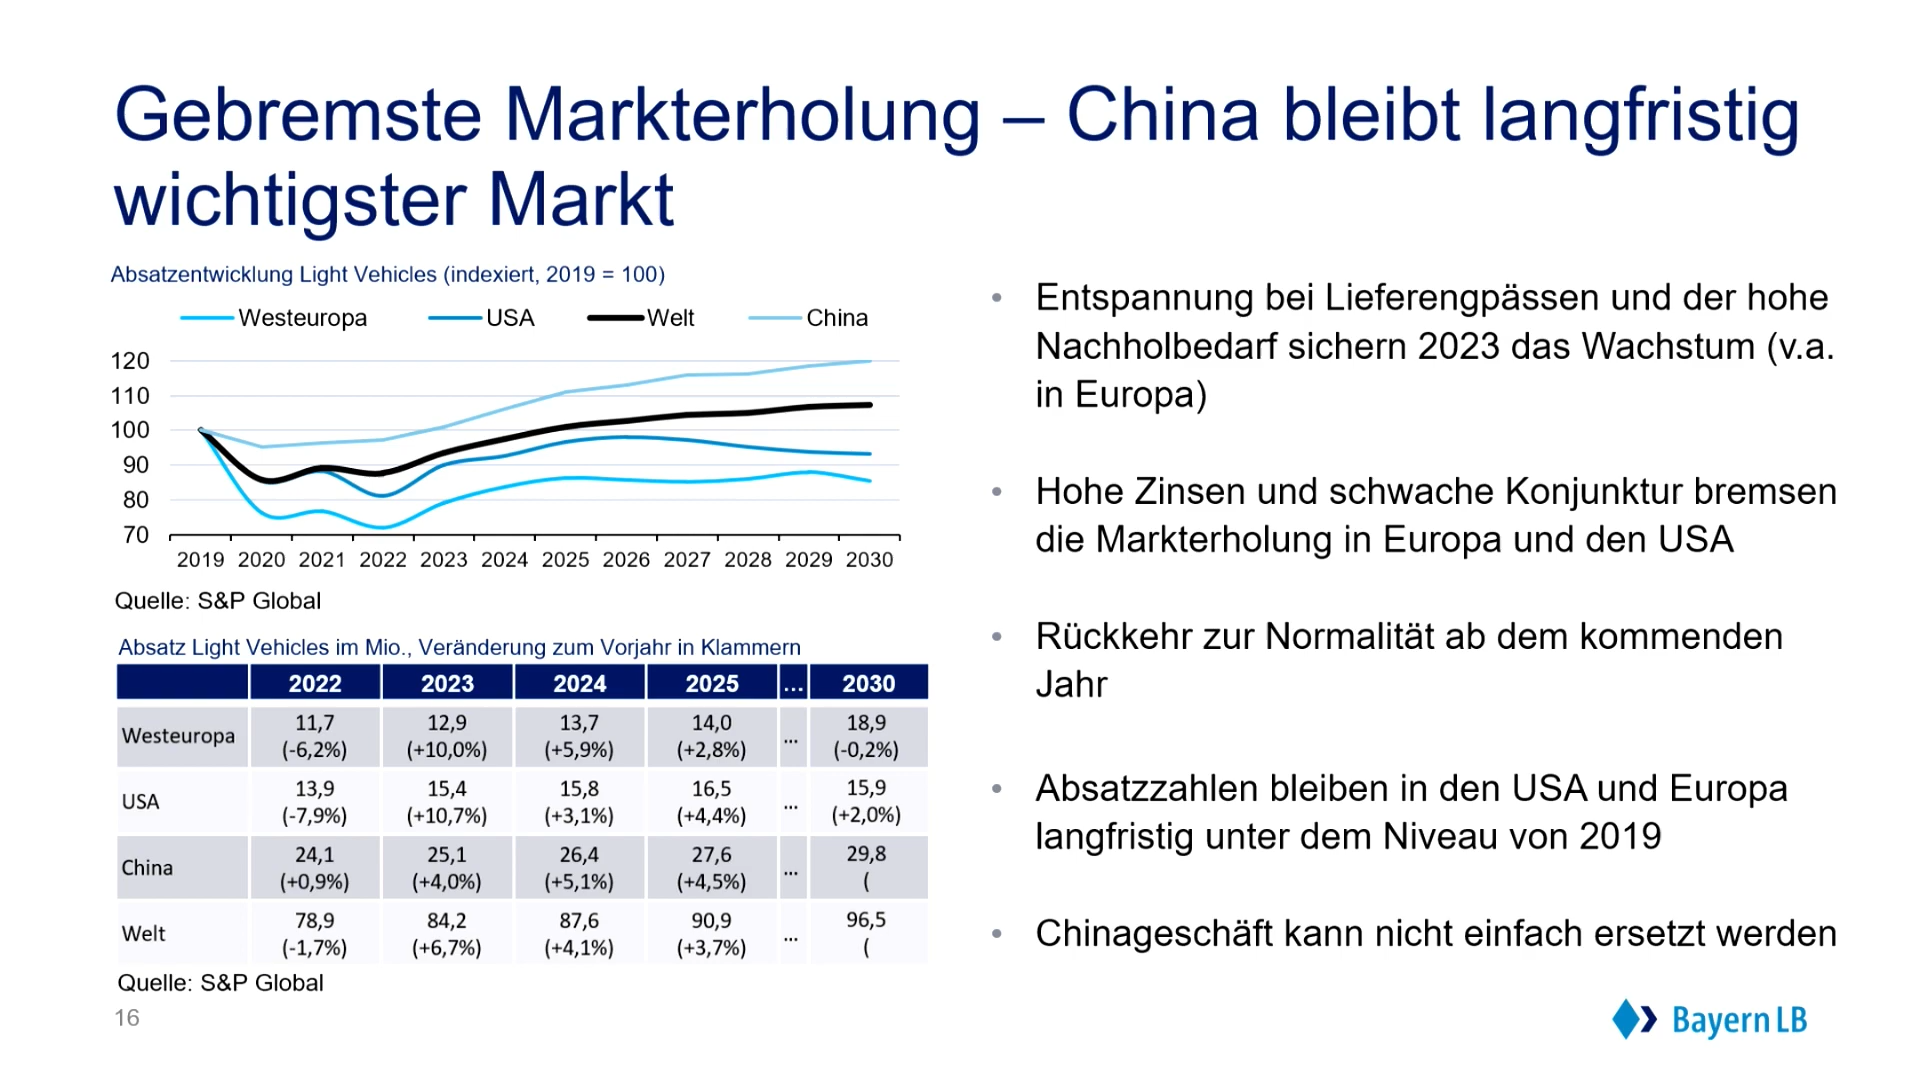 Gebremste Markterholung – China bleibt langfristig
wichtigster Markt
Absatzentwicklung Light Vehicles (indexiert, 2019 = 100)
Westeuropa USA Welt China
120
110
100
90
80
70
2019 2020 2021 2022 2023 2024 2025 2026 2027 2028 2029 2030
Quelle: S&P Global
Absatz Light Vehicles im Mio., Veränderung zum Vorjahr in Klammern
2022 2023 2024 2025 ... 2030
Westeuropa 11,7 12,9 13,7 14,0 ... 18,9
(-6,2%) (+10,0%) (+5,9%) (+2,8%) (-0,2%)
USA 13,9 15,4 15,8 16,5 ... 15,9
(-7,9%) (+10,7%) (+3,1%) (+4,4%) (+2,0%)
China 24,1 25,1 26,4 27,6 ... 29,8
(+0,9%) (+4,0%) (+5,1%) (+4,5%) (
Welt 78,9 84,2 87,6 90,9 ... 96,5
(-1,7%) (+6,7%) (+4,1%) (+3,7%) (
Quelle: S&P Global
16
• Entspannung bei Lieferengpässen und der hohe
Nachholbedarf sichern 2023 das Wachstum (v.a.
in Europa)
• Hohe Zinsen und schwache Konjunktur bremsen
die Markterholung in Europa und den USA
• Rückkehr zur Normalität ab dem kommenden
Jahr
• Absatzzahlen bleiben in den USA und Europa
langfristig unter dem Niveau von 2019
• Chinageschäft kann nicht einfach ersetzt werden
Bayern LB